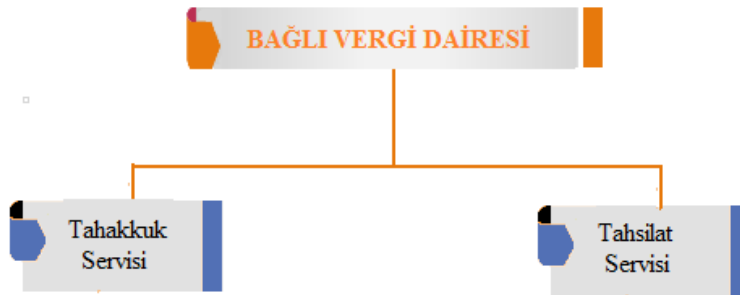 BAĞLI VERGİ DAİRESİ
Tahakkuk
Servisi
Tahsilat
Servisi